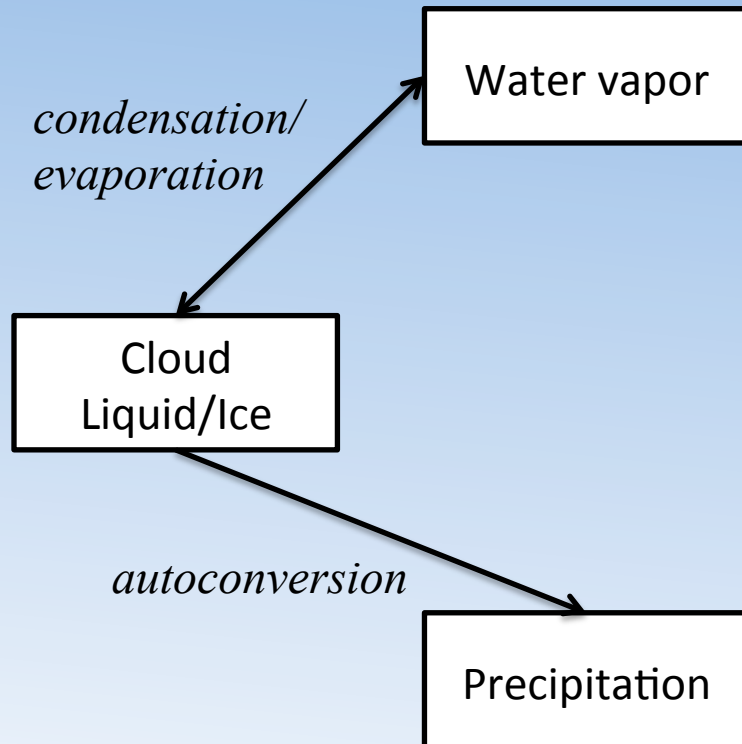 Water vapor
condensation/
evaporation
Cloud
Liquid/Ice
autoconversion
Precipitation